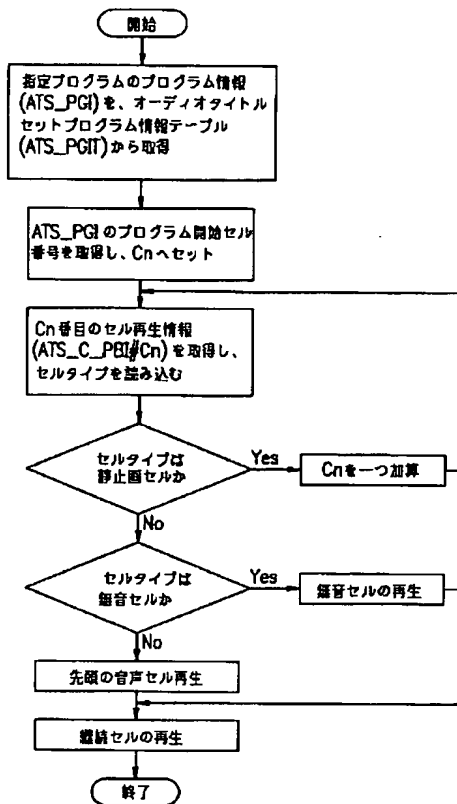 開始
指定プログラムのプログラム情報
(ATS_PGI)を、オーディオタイトル
セットプログラム情報テーブル
(ATS_PGIT)から取得
ATS_PGIのプログラム開始セル
番号を取得し、Cnへセット
Cn番目のセル再生情報
(ATS_C_PBI#Cn)を取得し、
セルタイプを読み込む
セルタイプは
静止画セルか
Yes
Cnを一つ加算
No
セルタイプは
無音セルか
Yes
無音セルの再生
No
先頭の音声セル再生
継続セルの再生
終了